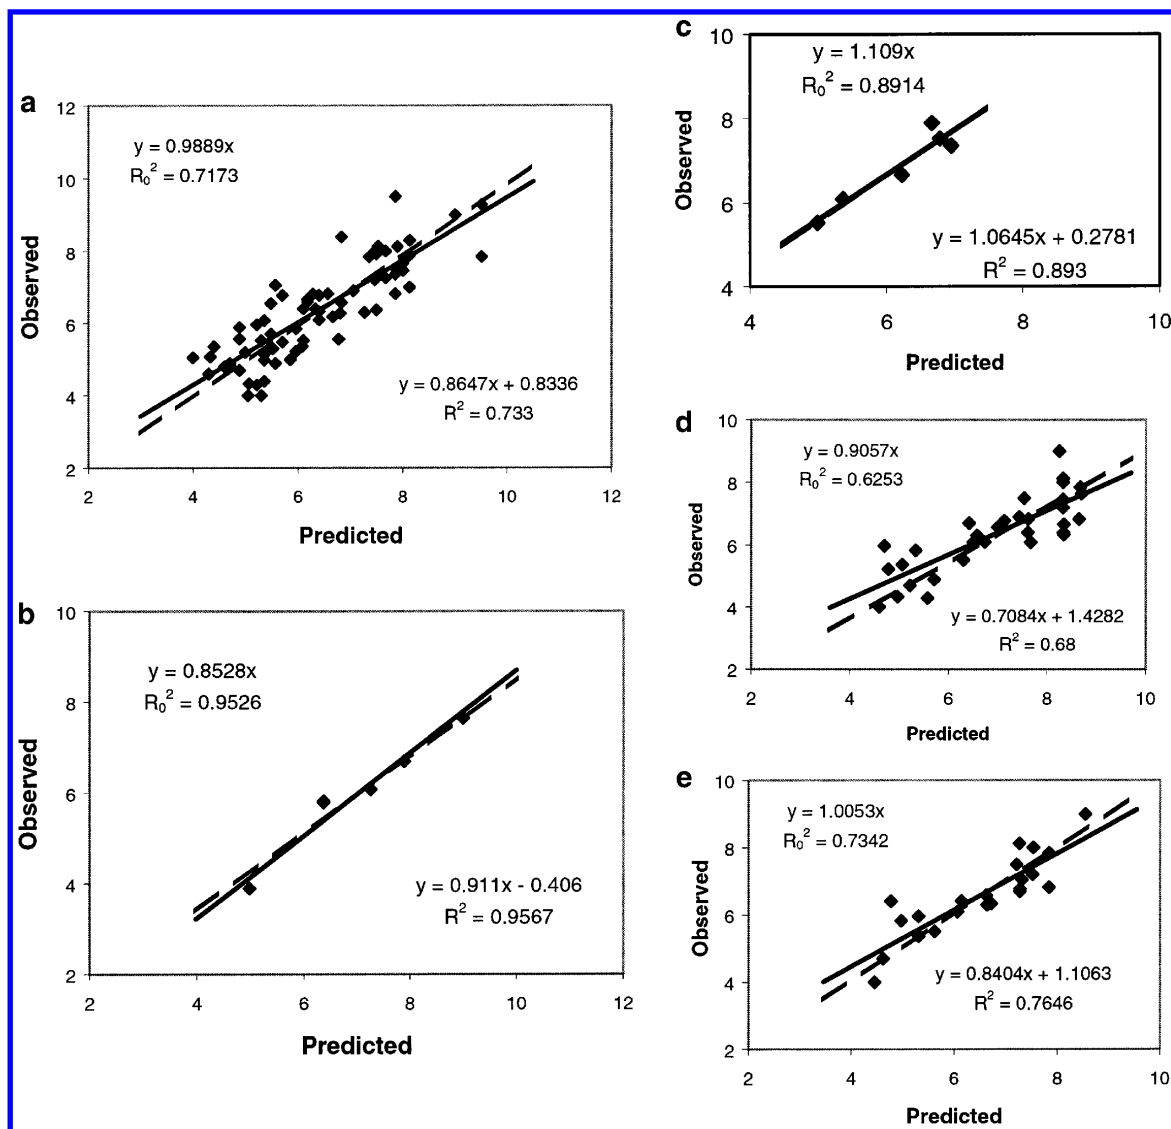 a
12
10
8
6
4
2
2
4
6
8
10
12
Observed
Predicted
y = 0.9889x
R₀² = 0.7173
y = 0.8647x + 0.8336
R² = 0.733
b
10
8
6
4
2
2
4
6
8
10
12
Observed
Predicted
y = 0.8528x
R₀² = 0.9526
y = 0.911x - 0.406
R² = 0.9567
c
10
8
6
4
4
6
8
10
Observed
Predicted
y = 1.109x
R₀² = 0.8914
y = 1.0645x + 0.2781
R² = 0.893
d
10
8
6
4
2
2
4
6
8
10
Observed
Predicted
y = 0.9057x
R₀² = 0.6253
y = 0.7084x + 1.4282
R² = 0.68
e
10
8
6
4
2
2
4
6
8
10
Observed
Predicted
y = 1.0053x
R₀² = 0.7342
y = 0.8404x + 1.1063
R² = 0.7646